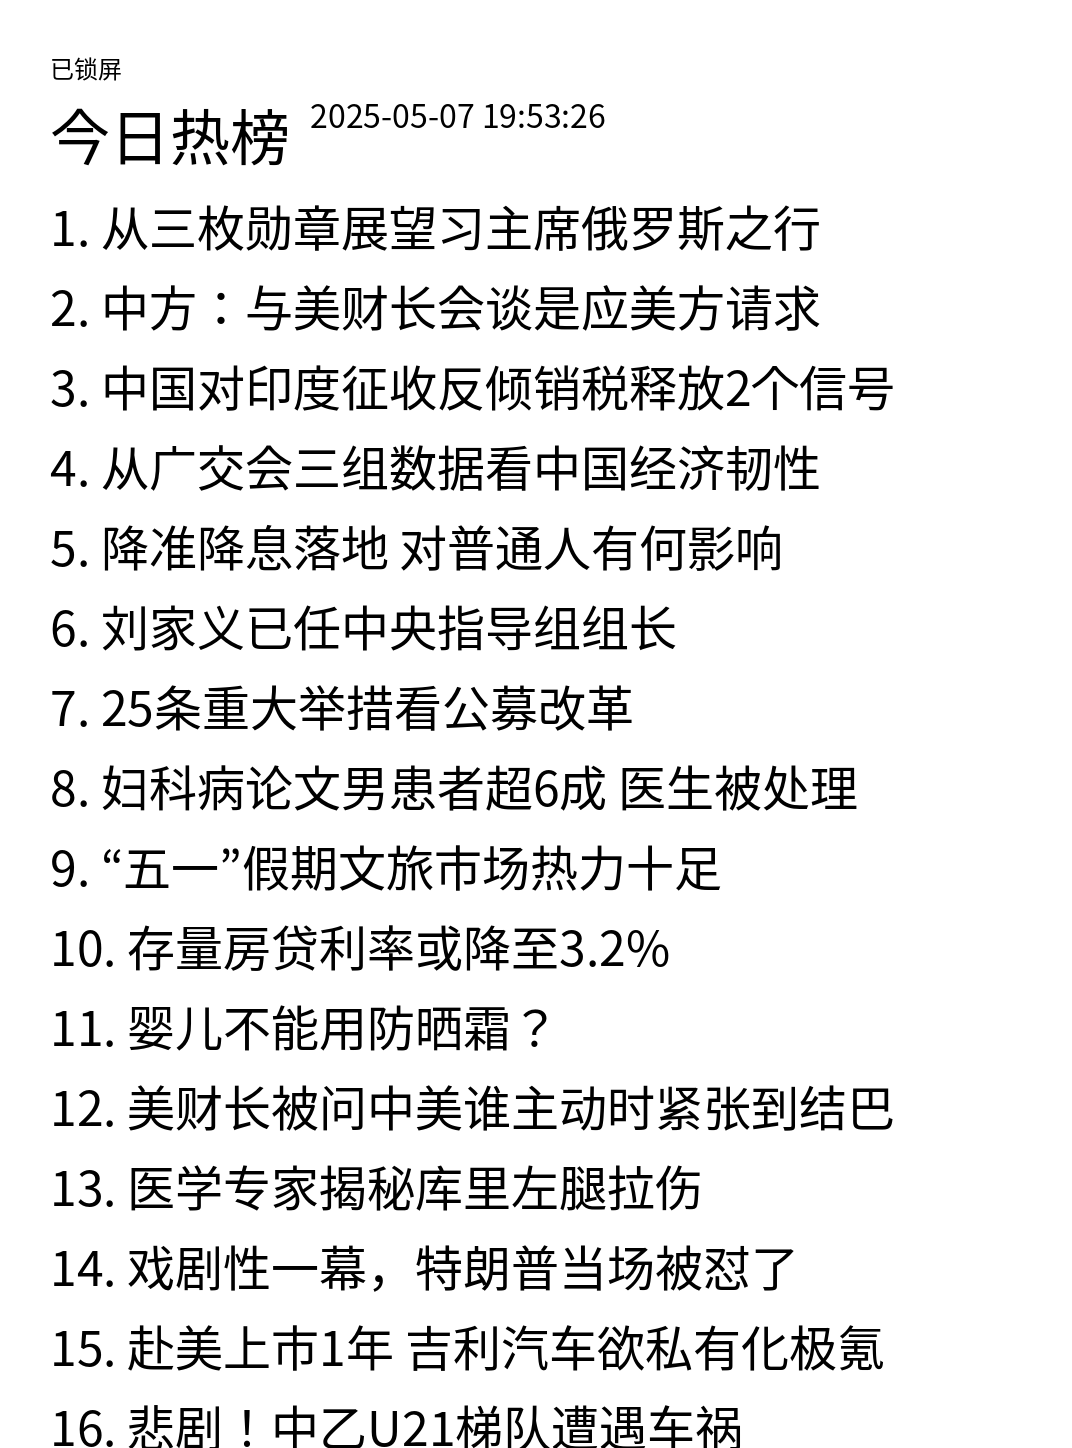 已锁屏
今日热榜 2025-05-07 19:53:26
1. 从三枚勋章展望习主席俄罗斯之行
2. 中方：与美财长会谈是应美方请求
3. 中国对印度征收反倾销税释放2个信号
4. 从广交会三组数据看中国经济韧性
5. 降准降息落地 对普通人有何影响
6. 刘家义已任中央指导组组长
7. 25条重大举措看公募改革
8. 妇科病论文男患者超6成 医生被处理
9. “五一”假期文旅市场热力十足
10. 存量房贷利率或降至3.2%
11. 婴儿不能用防晒霜？
12. 美财长被问中美谁主动时紧张到结巴
13. 医学专家揭秘库里左腿拉伤
14. 戏剧性一幕，特朗普当场被怼了
15. 赴美上市1年 吉利汽车欲私有化极氪
16. 悲剧！中乙U21梯队遭遇车祸